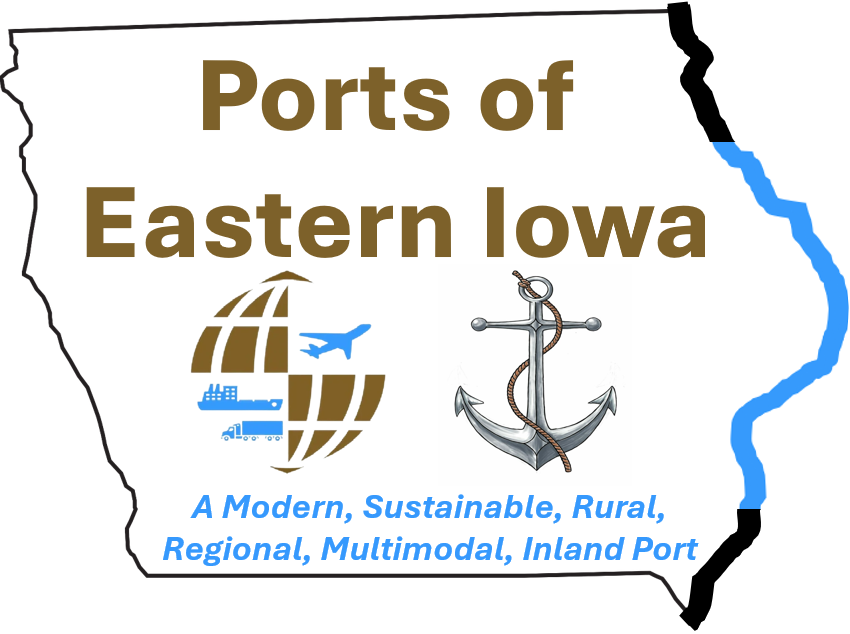 Ports of
Eastern Iowa
A Modern, Sustainable, Rural,
Regional, Multimodal, Inland Port